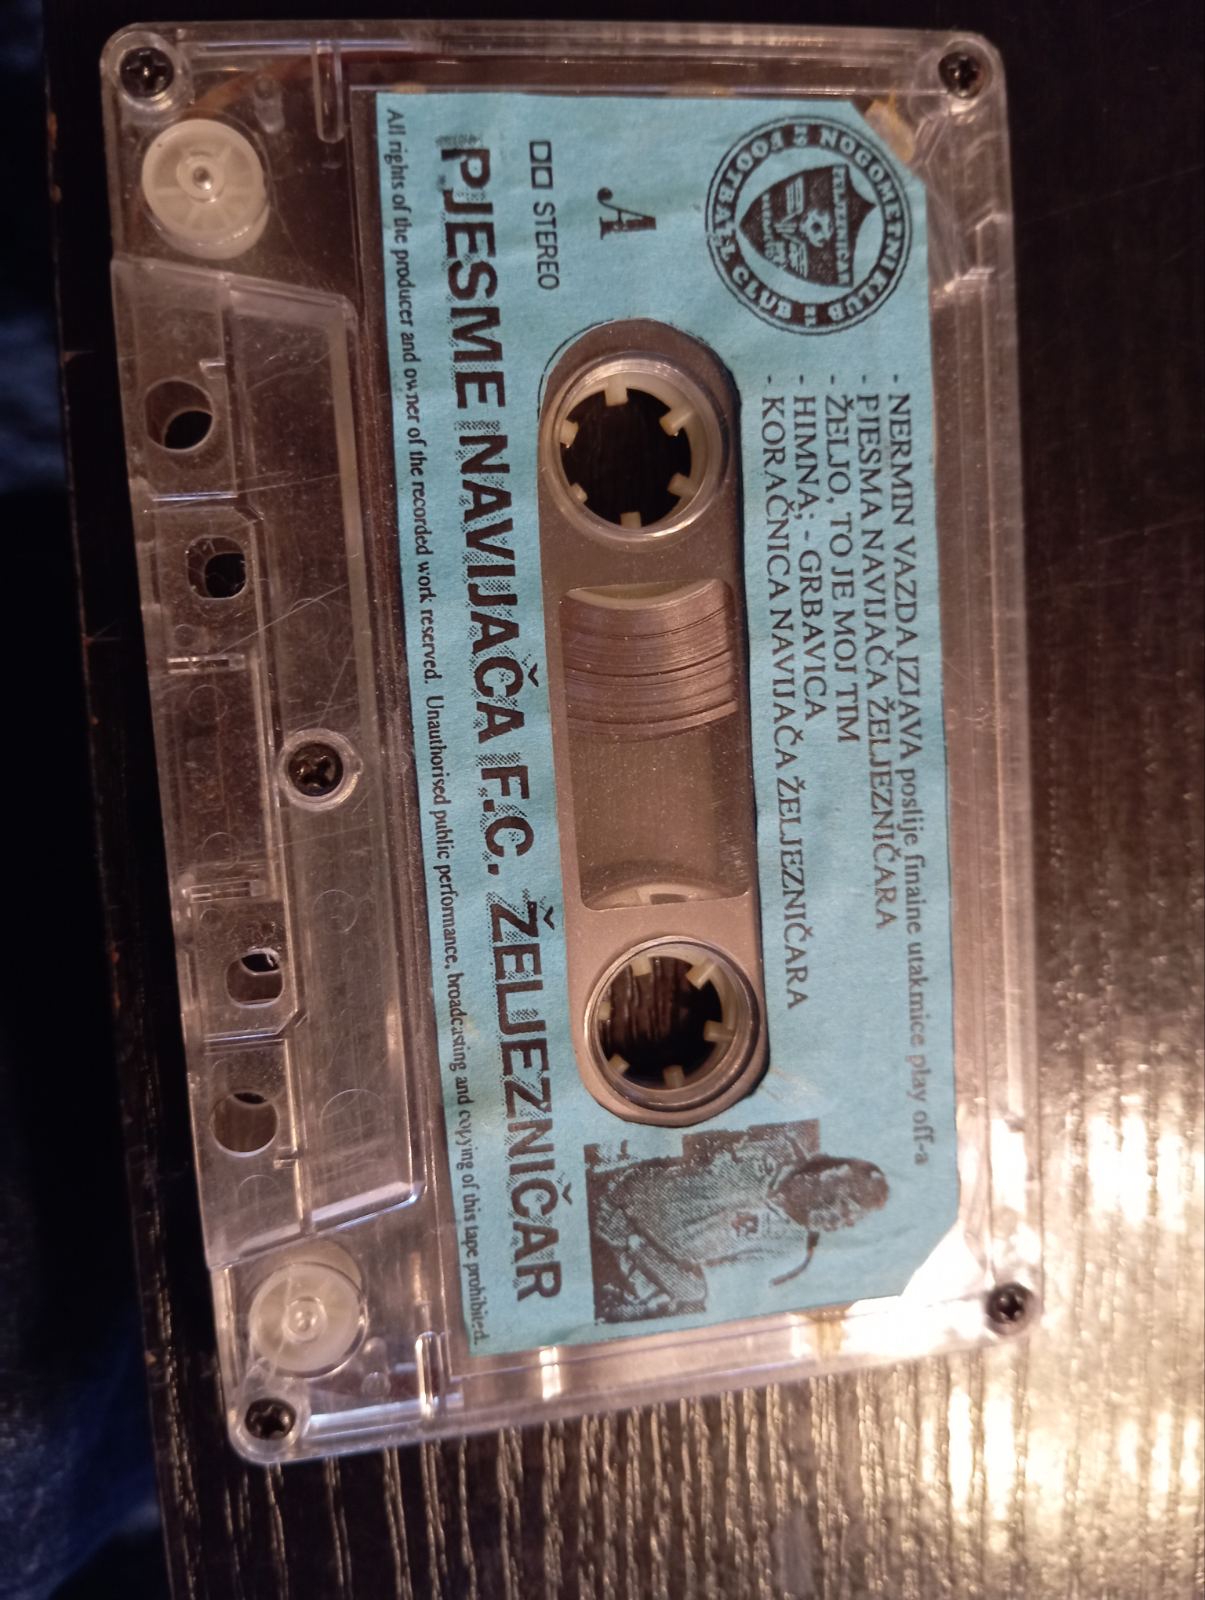 NOGOMETNI KLUB
FOOTBALL CLUB
- NERMIN VAZDA IZJAVA poslije finalne utakmice play off-a
- PJESMA NAVIJAČA ŽELJEZNIČARA
- ŽELJO, TO JE MOJ TIM
- HIMNA; - GRBAVICA
- KORAČNICA NAVIJAČA ŽELJEZNIČARA
A
STEREO
PJESME NAVIJAČA F.C. ŽELJEZNIČAR
All rights of the producer and owner of the recorded work reserved. Unauthorised public performance, broadcasting and copying of this tape prohibited.